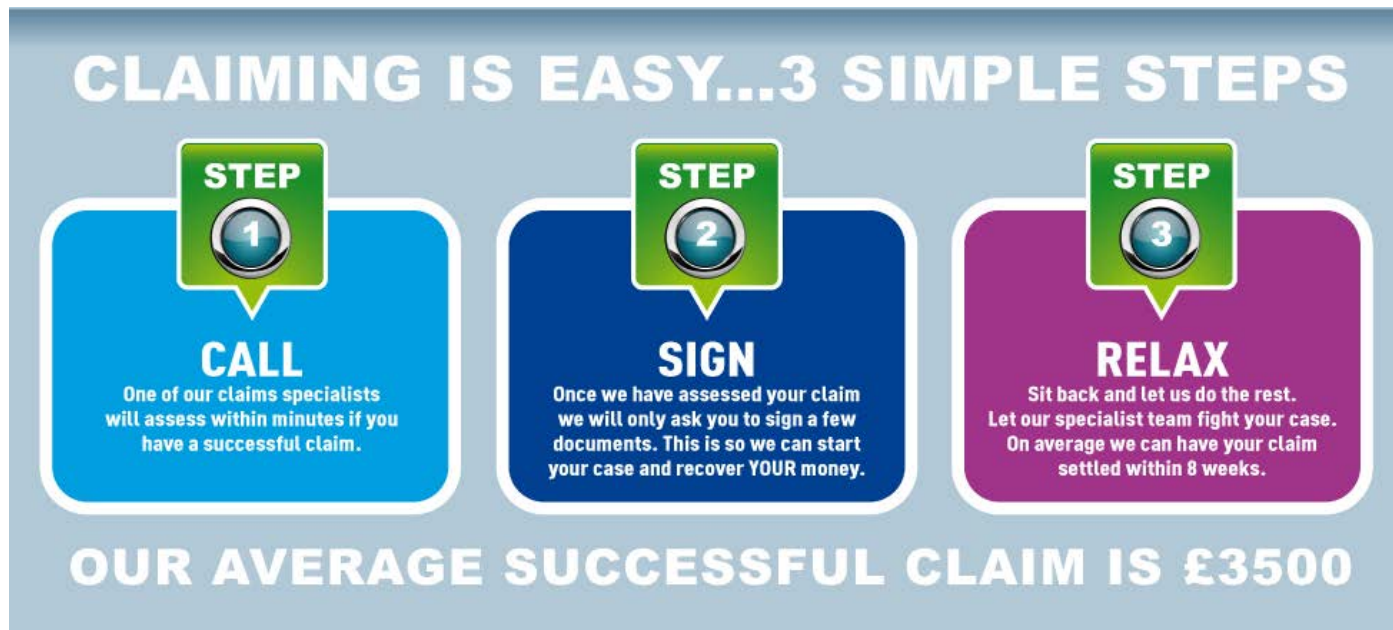 CLAIMING IS EASY...3 SIMPLE STEPS
STEP
1
CALL
One of our claims specialists
will assess within minutes if you
have a successful claim.
STEP
2
SIGN
Once we have assessed your claim
we will only ask you to sign a few
documents. This is so we can start
your case and recover YOUR money.
STEP
3
RELAX
Sit back and let us do the rest.
Let our specialist team fight your case.
On average we can have your claim
settled within 8 weeks.
OUR AVERAGE SUCCESSFUL CLAIM IS £3500